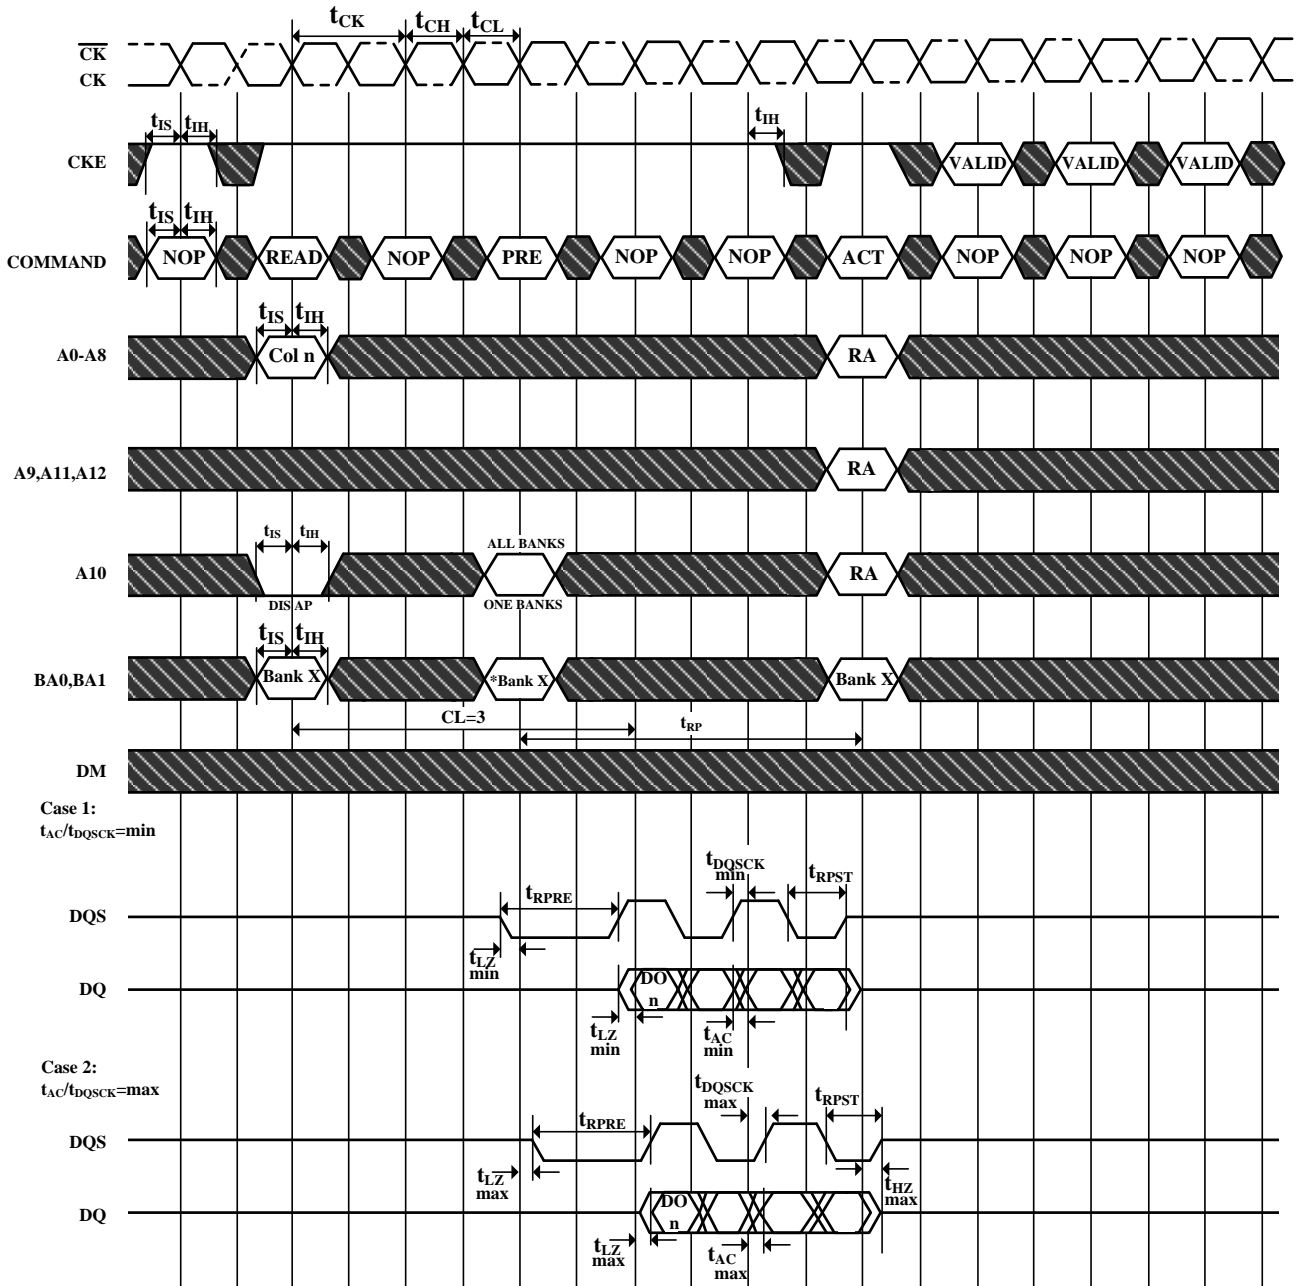 tCK tCH tCL
CK
CK
tIS tIH tIH
CKE VALID VALID VALID
tIS tIH
COMMAND NOP READ NOP PRE NOP NOP ACT NOP NOP NOP
tIS tIH
A0-A8 Col n RA
A9,A11,A12 RA
tIS tIH ALL BANKS
A10 RA
DIS AP ONE BANKS
tIS tIH
BA0,BA1 Bank X *Bank X Bank X
CL=3 tRP
DM
Case 1:
tAC/tDQSCK=min
tDQSCK
min
tRPRE tRPST
DQS
tLZ
min
DQ DO
n
tLZ
min
tAC
min
Case 2:
tAC/tDQSCK=max
tDQSCK
max
tRPRE tRPST
DQS
tLZ
max
tHZ
max
DQ DO
n
tLZ
max
tAC
max